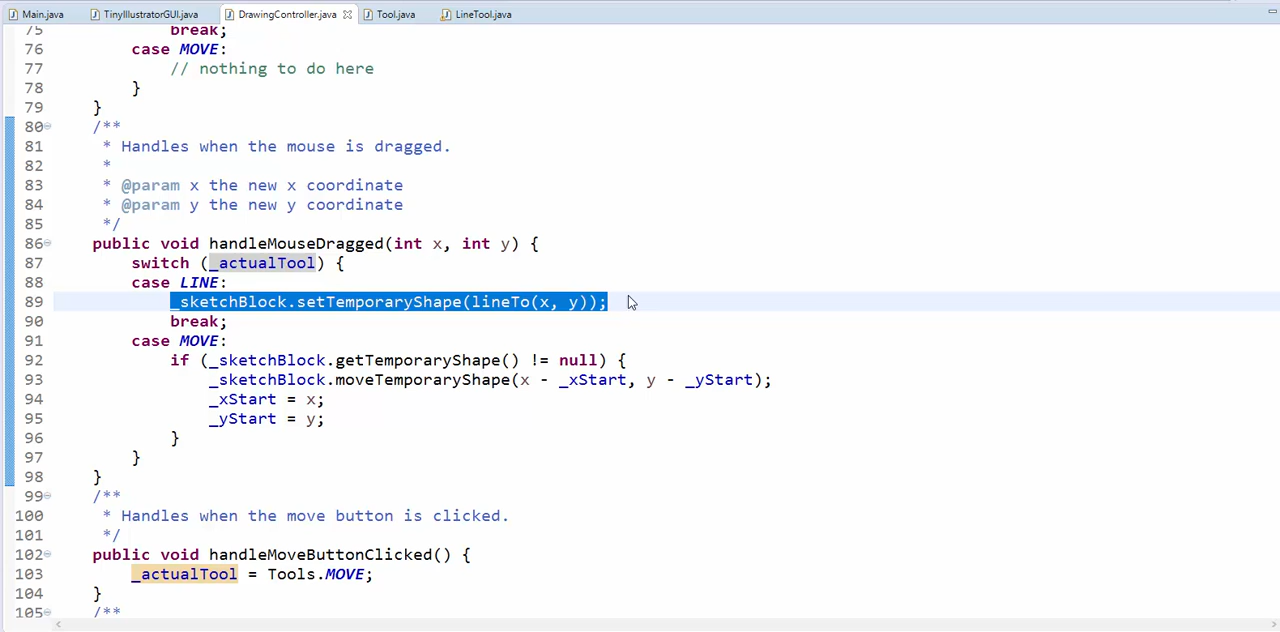 Main.java TinyIllustratorGUI.java DrawingController.java Tool.java LineTool.java
75 break;
76 case MOVE:
77 // nothing to do here
78 }
79 }
80 /**
81 * Handles when the mouse is dragged.
82 *
83 * @param x the new x coordinate
84 * @param y the new y coordinate
85 */
86 public void handleMouseDragged(int x, int y) {
87 switch (_actualTool) {
88 case LINE:
89 _sketchBlock.setTemporaryShape(lineTo(x, y));
90 break;
91 case MOVE:
92 if (_sketchBlock.getTemporaryShape() != null) {
93 _sketchBlock.moveTemporaryShape(x - _xStart, y - _yStart);
94 _xStart = x;
95 _yStart = y;
96 }
97 }
98 }
99 /**
100 * Handles when the move button is clicked.
101 */
102 public void handleMoveButtonClicked() {
103 _actualTool = Tools.MOVE;
104 }
105 /**